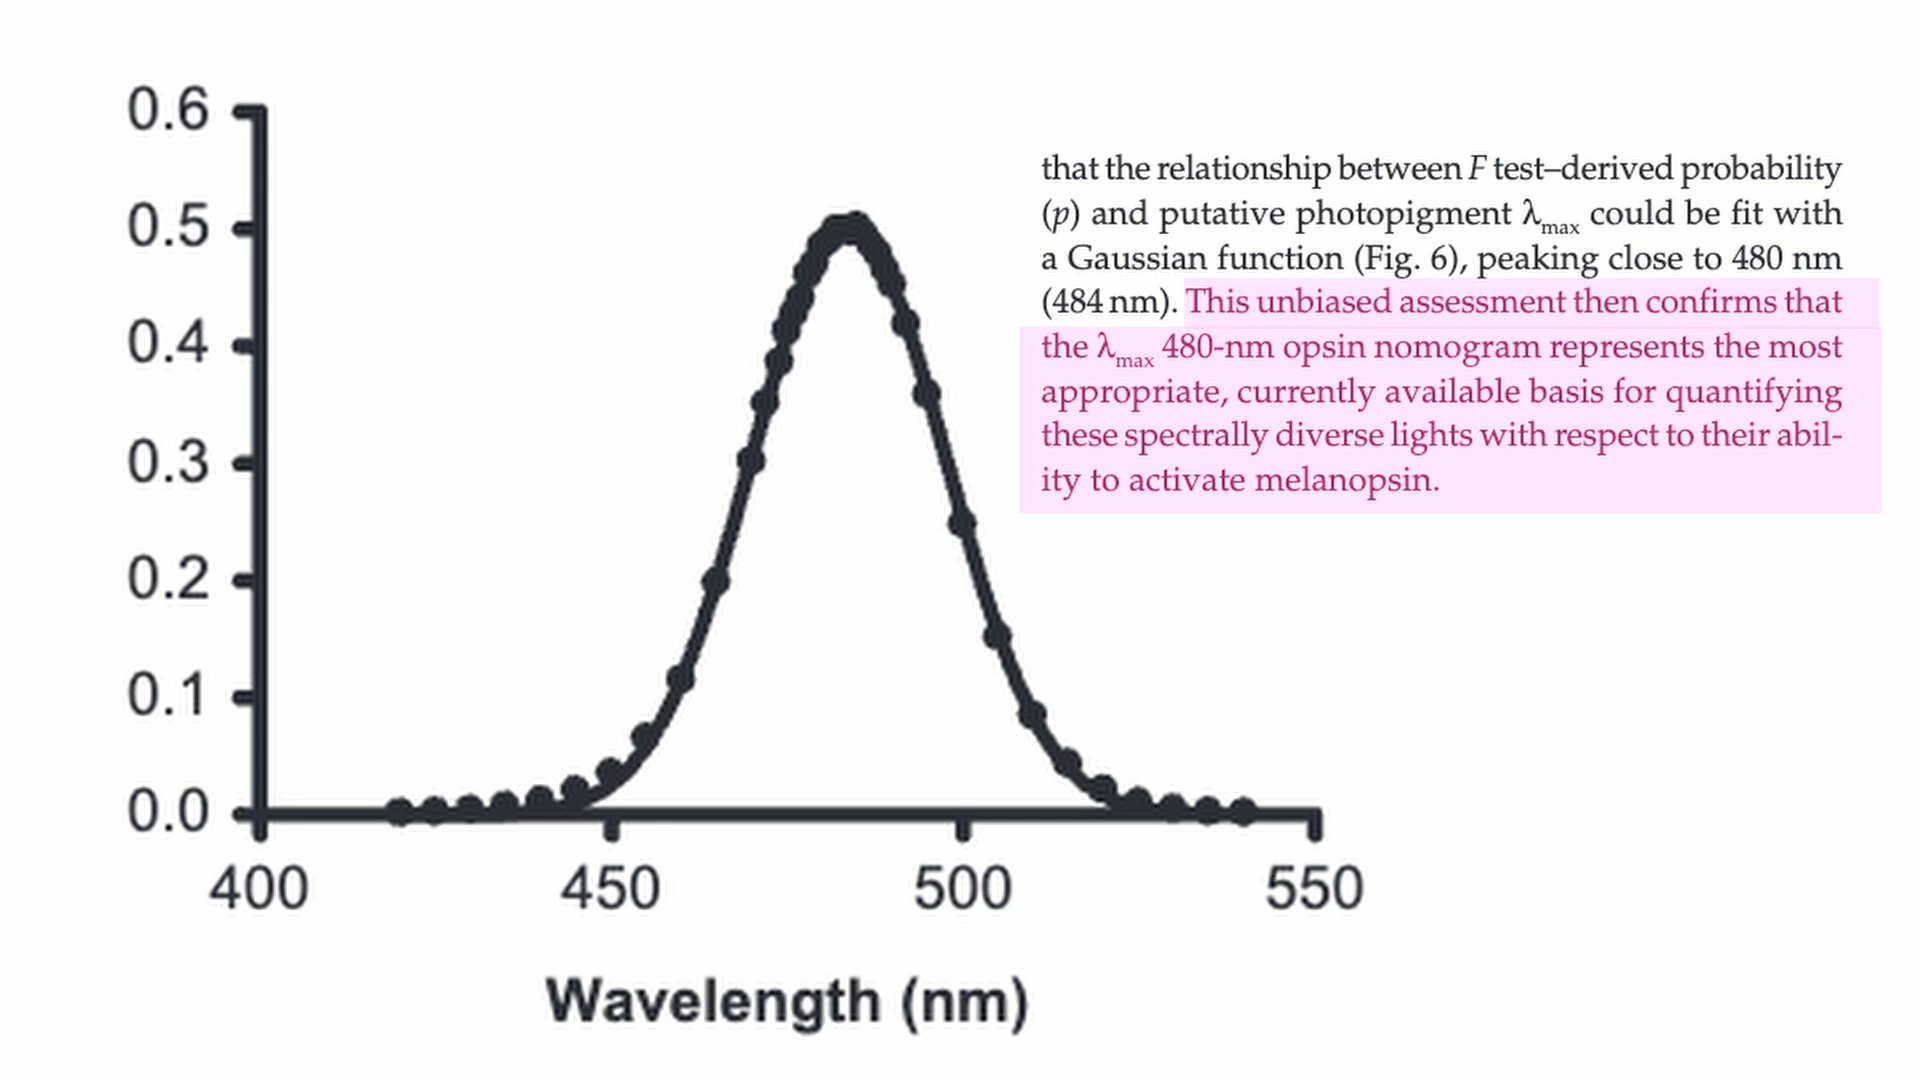 0.6
0.5
0.4
0.3
0.2
0.1
0.0
400 450 500 550
Wavelength (nm)
that the relationship between F test–derived probability
(p) and putative photopigment λmax could be fit with
a Gaussian function (Fig. 6), peaking close to 480 nm
(484 nm). This unbiased assessment then confirms that
the λmax 480-nm opsin nomogram represents the most
appropriate, currently available basis for quantifying
these spectrally diverse lights with respect to their abil-
ity to activate melanopsin.